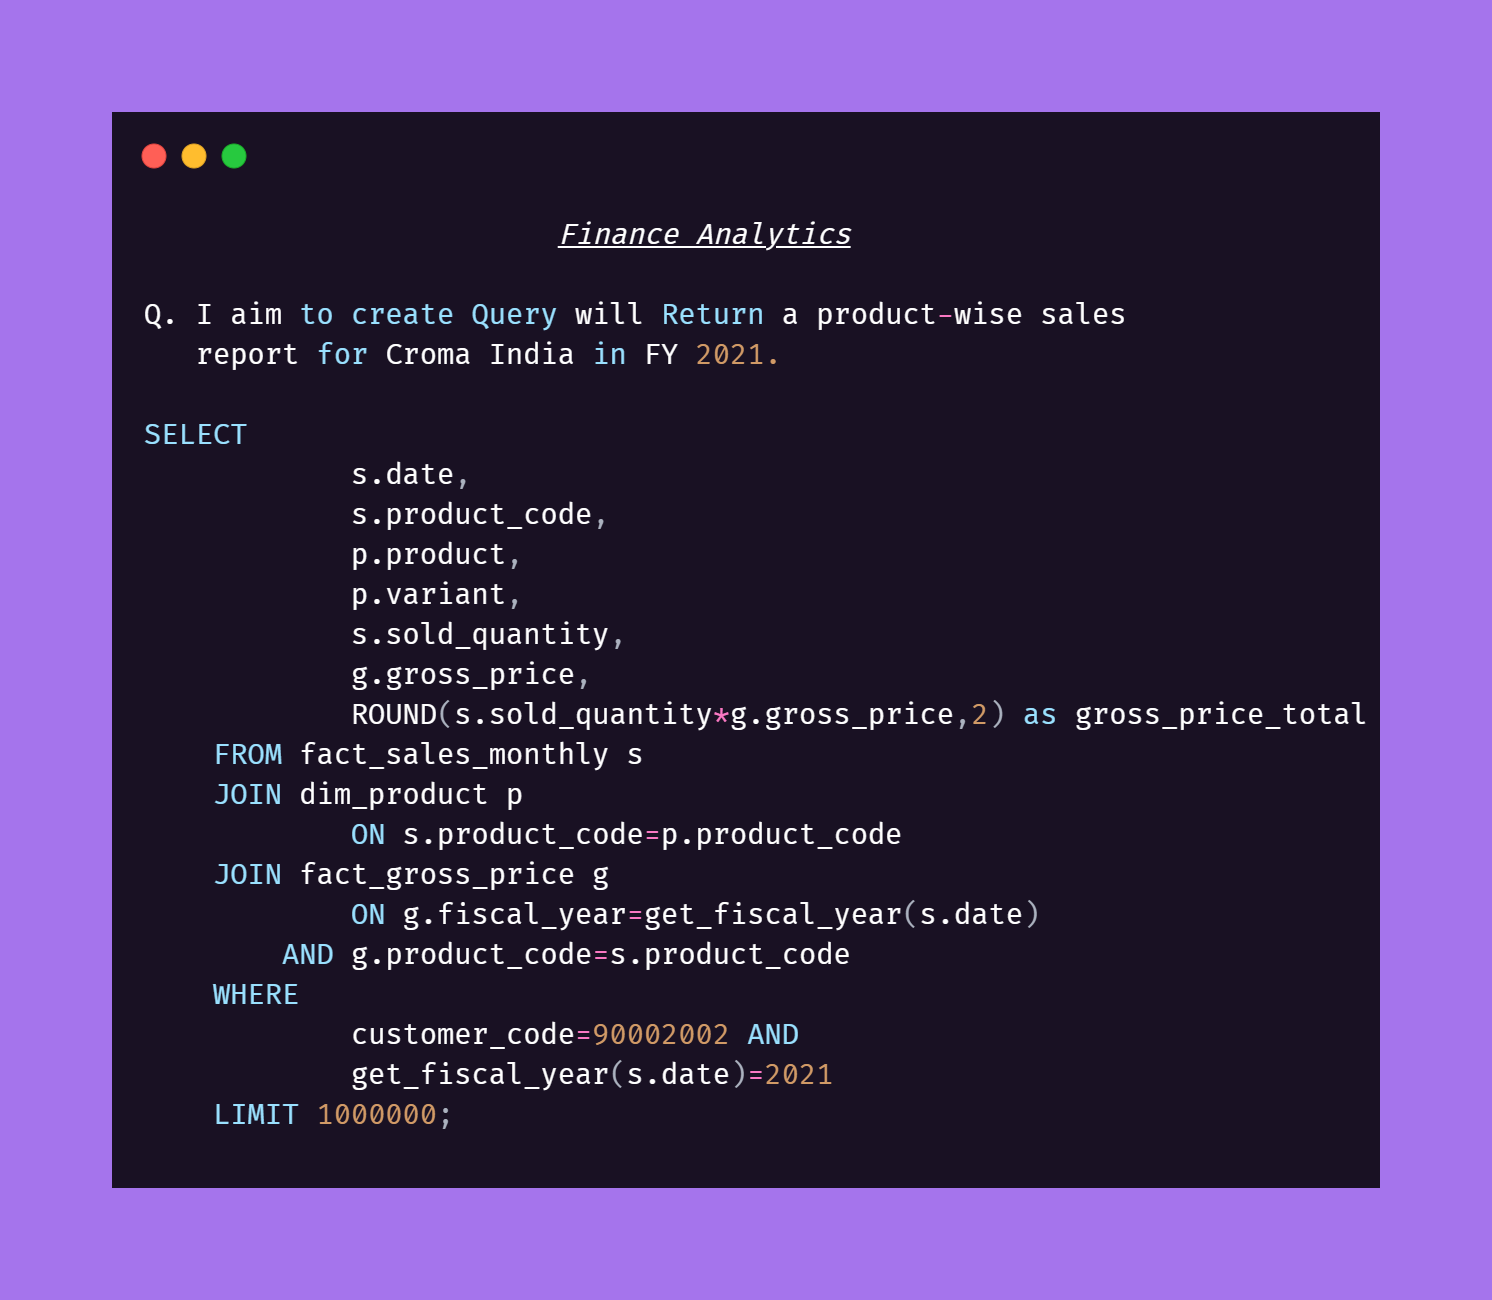 Finance Analytics
Q. I aim to create Query will Return a product-wise sales
report for Croma India in FY 2021.
SELECT
s.date,
s.product_code,
p.product,
p.variant,
s.sold_quantity,
g.gross_price,
ROUND(s.sold_quantity*g.gross_price,2) as gross_price_total
FROM fact_sales_monthly s
JOIN dim_product p
ON s.product_code=p.product_code
JOIN fact_gross_price g
ON g.fiscal_year=get_fiscal_year(s.date)
AND g.product_code=s.product_code
WHERE
customer_code=90002002 AND
get_fiscal_year(s.date)=2021
LIMIT 1000000;